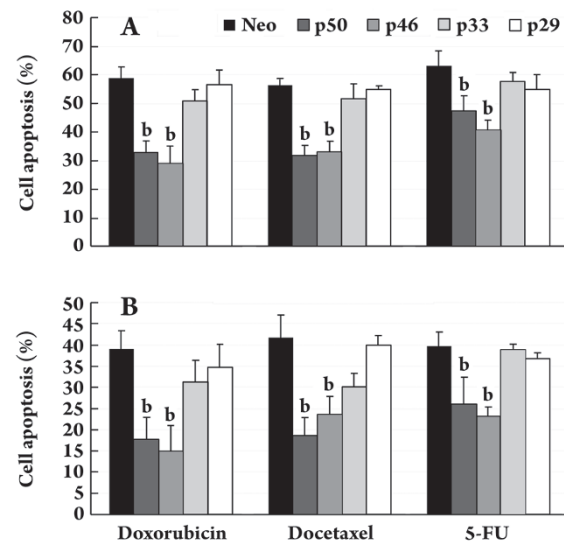 A
Neo p50 p46 p33 p29
Cell apoptosis (%)
80
70
60
50
40
30
20
10
0
b b
b b
b b
B
Cell apoptosis (%)
50
45
40
35
30
25
20
15
10
5
0
b b
b b
b b
Doxorubicin Docetaxel 5-FU